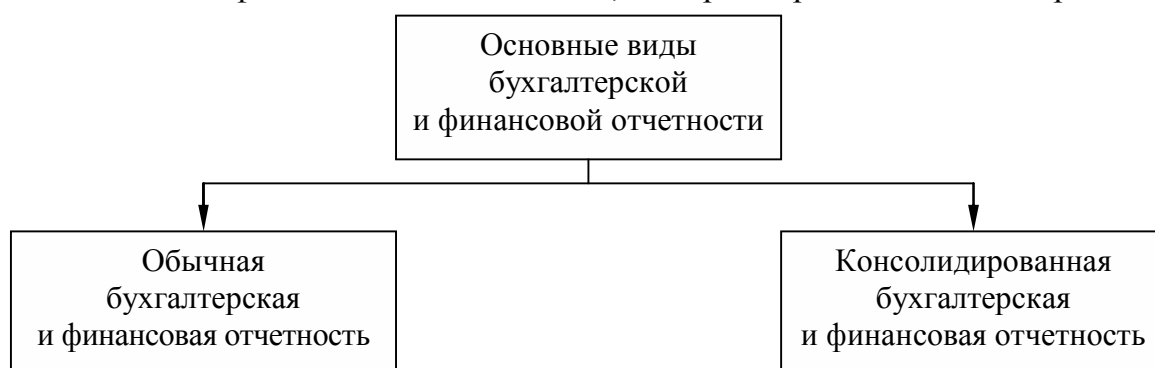 Основные виды
бухгалтерской
и финансовой отчетности
Обычная
бухгалтерская
и финансовая отчетность
Консолидированная
бухгалтерская
и финансовая отчетность